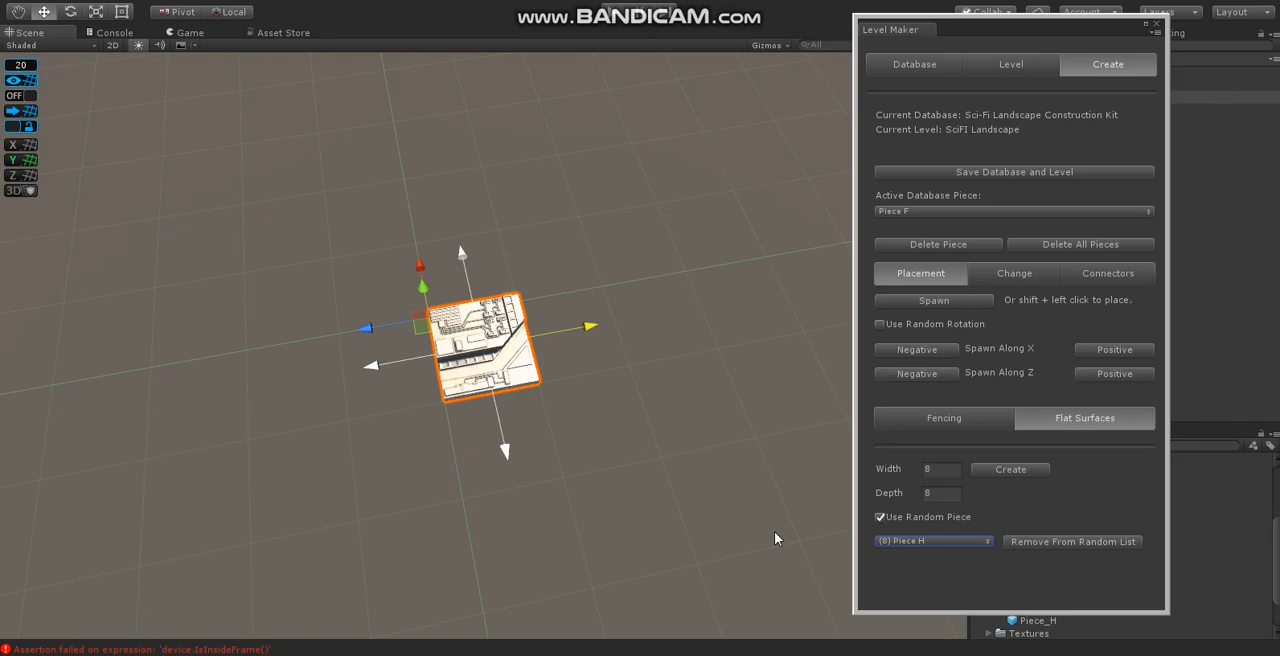 www.BANDICAM.com
Pivot
Local
Collab
Account
Layers
Layout
Scene
Console
Game
Asset Store
Shaded
2D
Gizmos
All
20
OFF
X
Y
Z
3D
Level Maker
Database
Level
Create
Current Database: Sci-Fi Landscape Construction Kit
Current Level: SciFI Landscape
Save Database and Level
Active Database Piece:
Piece F
Delete Piece
Delete All Pieces
Placement
Change
Connectors
Spawn
Or shift + left click to place.
Use Random Rotation
Negative
Spawn Along X
Positive
Negative
Spawn Along Z
Positive
Fencing
Flat Surfaces
Width
8
Create
Depth
8
Use Random Piece
(8) Piece H
Remove From Random List
Piece_H
Textures
Assertion failed on expression: 'device.IsInsideFrame()'